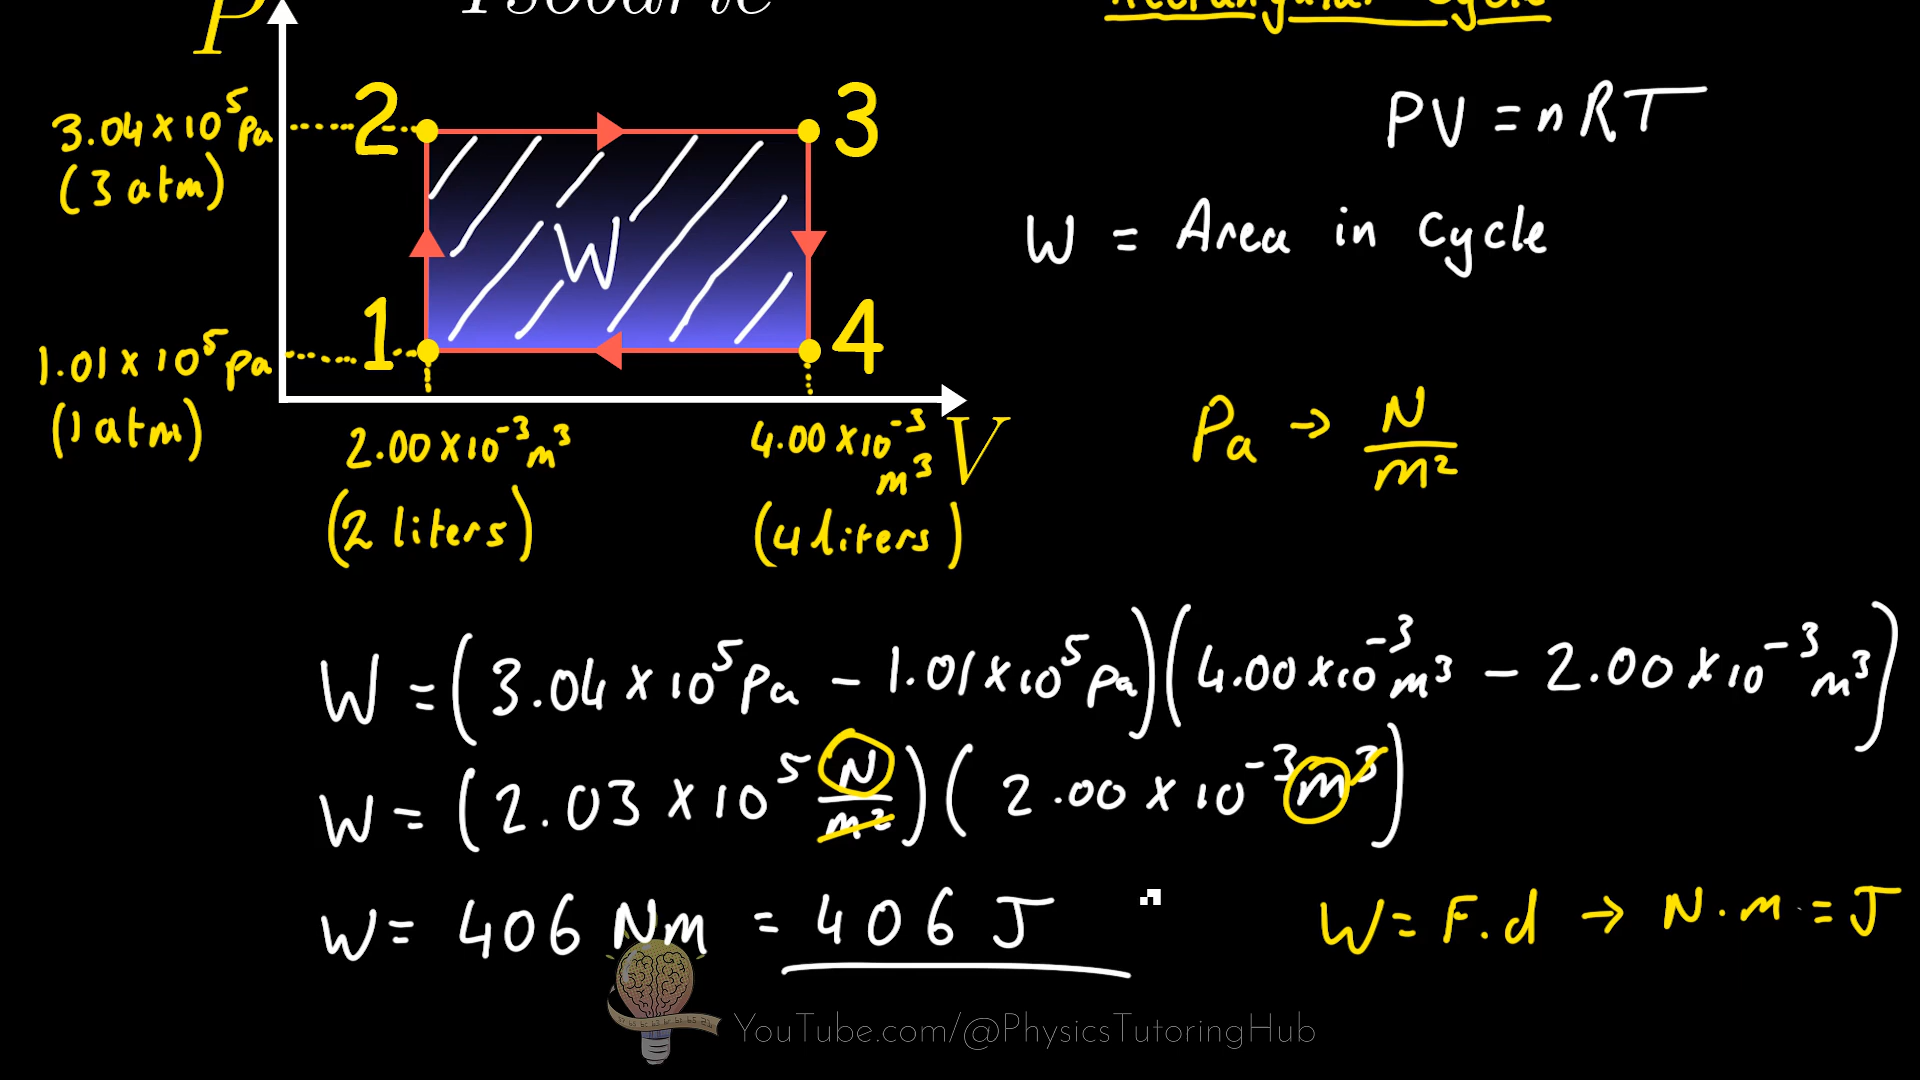 P
Isobaric
Rectangular Cycle
3.04 x 10⁵ pa
(3 atm)
2
3
PV = nRT
W
W = Area in Cycle
1.01 x 10⁵ pa
(1 atm)
1
4
2.00 x 10⁻³ m³
(2 liters)
4.00 x 10⁻³
m³
(4 liters)
V
Pa → N/m²
W = (3.04 x 10⁵ pa - 1.01 x 10⁵ pa)(4.00 x 10⁻³ m³ - 2.00 x 10⁻³ m³)
W = (2.03 x 10⁵ N/m²)(2.00 x 10⁻³ m³)
W = 406 Nm = 406 J
W = F.d → N.m = J
YouTube.com/@PhysicsTutoringHub